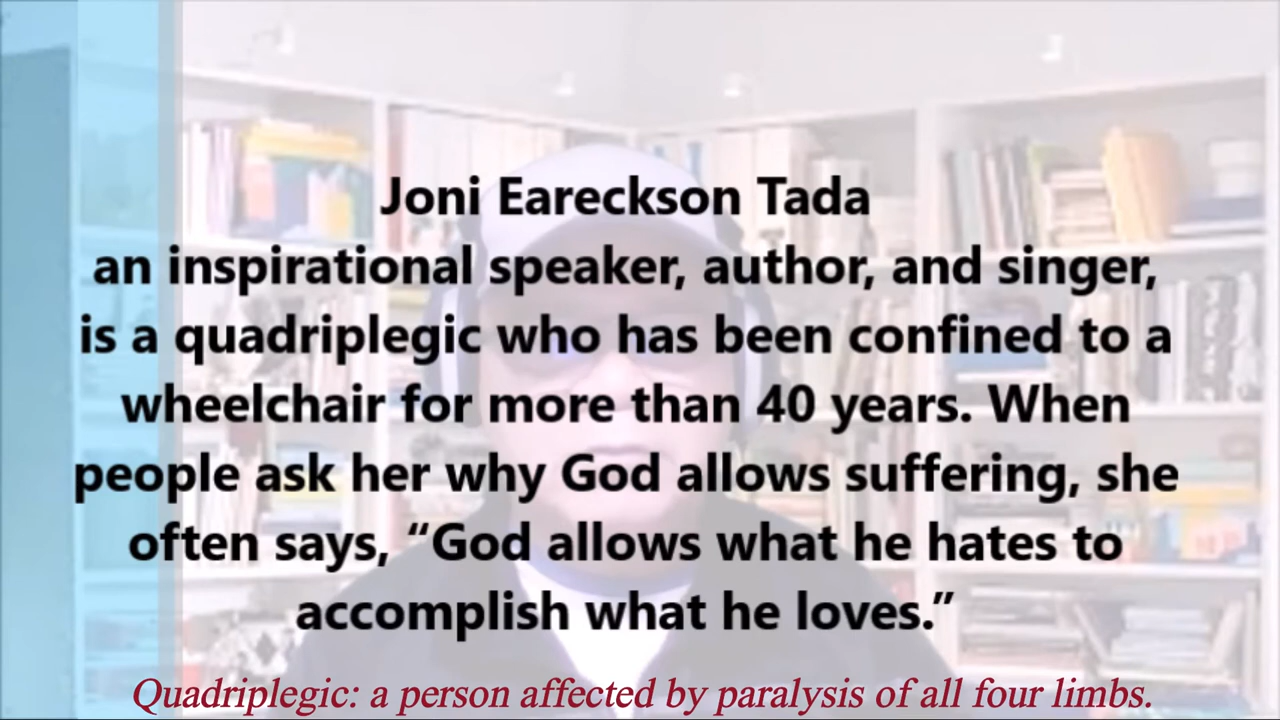 Joni Eareckson Tada
an inspirational speaker, author, and singer,
is a quadriplegic who has been confined to a
wheelchair for more than 40 years. When
people ask her why God allows suffering, she
often says, “God allows what he hates to
accomplish what he loves.”
Quadriplegic: a person affected by paralysis of all four limbs.